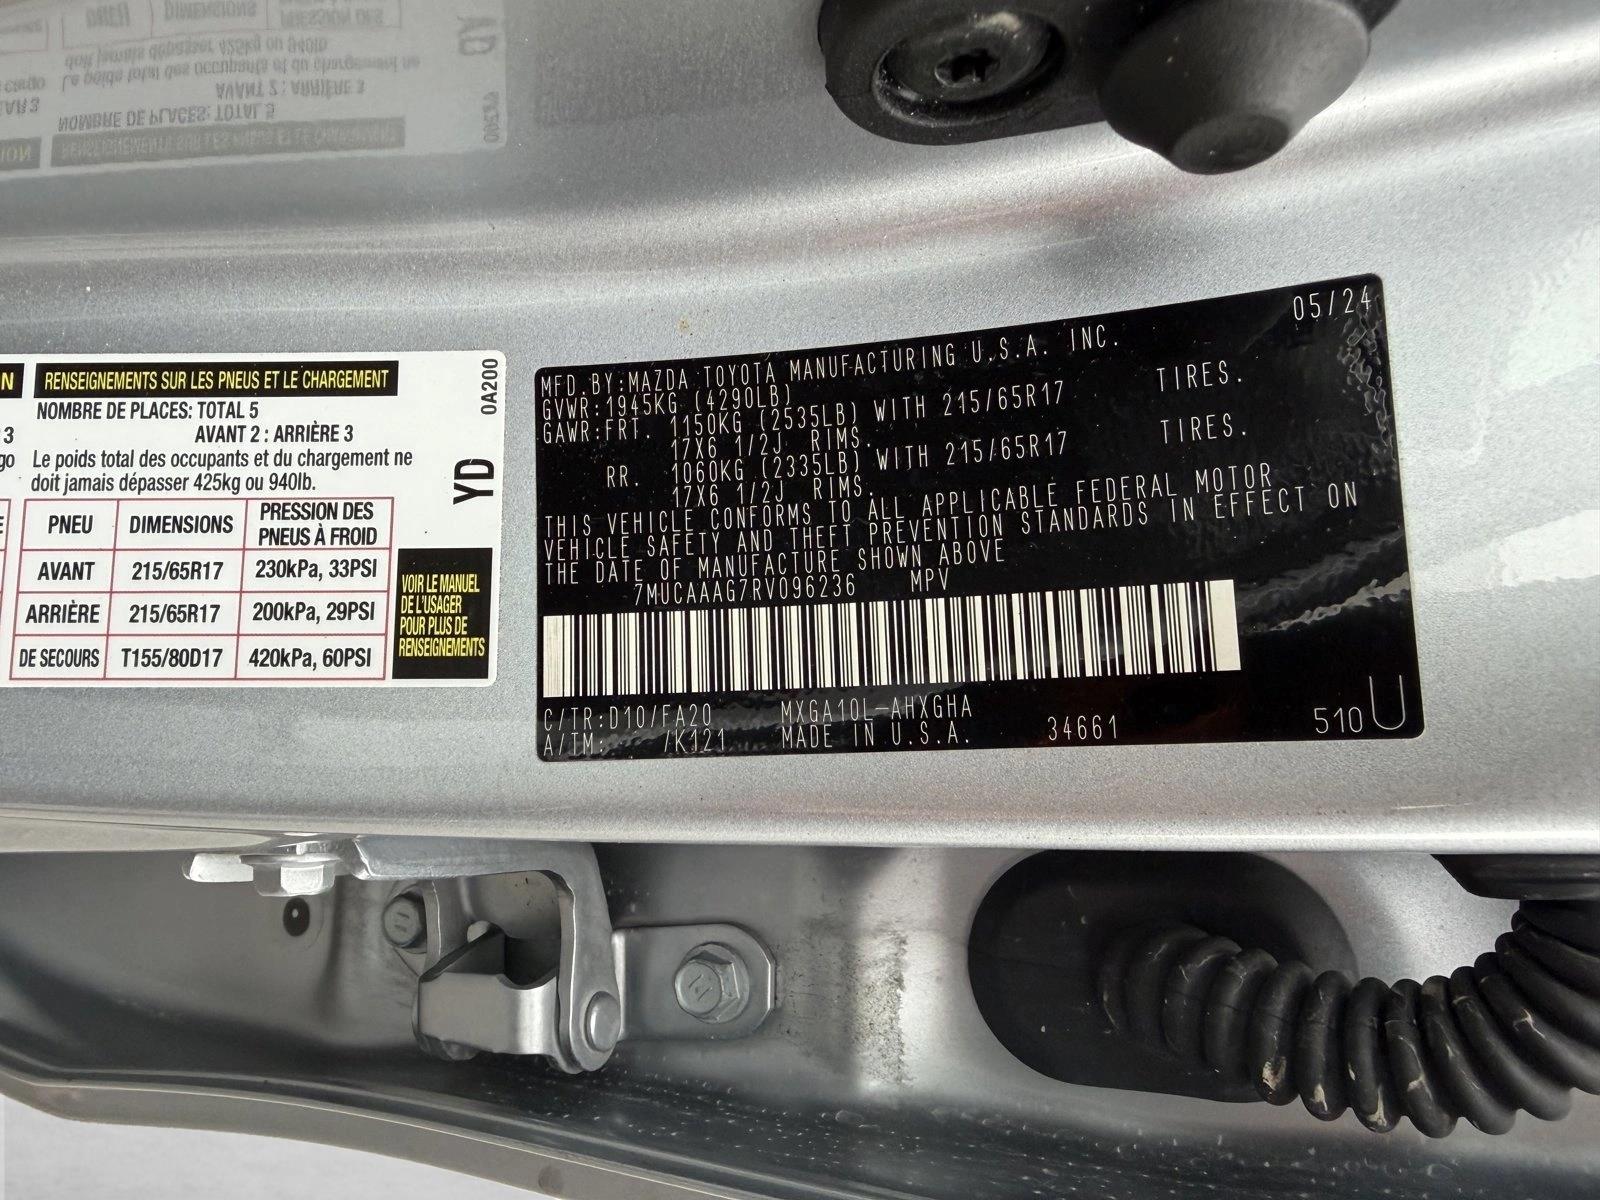 N
3
go
E
RENSEIGNEMENTS SUR LES PNEUS ET LE CHARGEMENT
NOMBRE DE PLACES: TOTAL 5
AVANT 2 : ARRIÈRE 3
Le poids total des occupants et du chargement ne
doit jamais dépasser 425kg ou 940lb.
PNEU DIMENSIONS PRESSION DES PNEUS À FROID
AVANT 215/65R17 230kPa, 33PSI
ARRIÈRE 215/65R17 200kPa, 29PSI
DE SECOURS T155/80D17 420kPa, 60PSI
0A200
YD
VOIR LE MANUEL
DE L'USAGER
POUR PLUS DE
RENSEIGNEMENTS
05/24
MFD.BY:MAZDA TOYOTA MANUFACTURING U.S.A. INC.
GVWR:1945KG (4290LB)
GAWR:FRT. 1150KG (2535LB) WITH 215/65R17 TIRES.
17X6 1/2J RIMS.
RR. 1060KG (2335LB) WITH 215/65R17 TIRES.
17X6 1/2J RIMS.
THIS VEHICLE CONFORMS TO ALL APPLICABLE FEDERAL MOTOR
VEHICLE SAFETY AND THEFT PREVENTION STANDARDS IN EFFECT ON
THE DATE OF MANUFACTURE SHOWN ABOVE
7MUCAAAG7RV096236 MPV
C/TR:D10/FA20 MXGA10L-AHXGHA
A/TM: /K121 MADE IN U.S.A. 34661 510 U